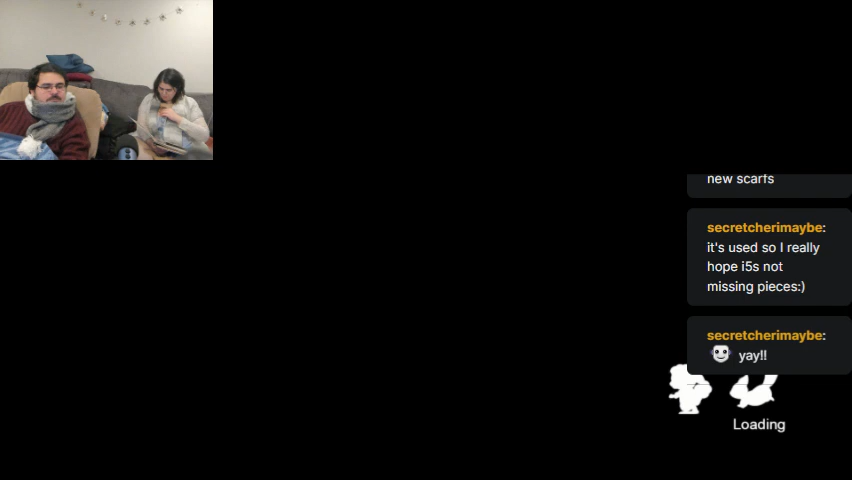 new scarfs
secretcherimaybe:
it's used so I really
hope i5s not
missing pieces:)
secretcherimaybe:
yay!!
Loading